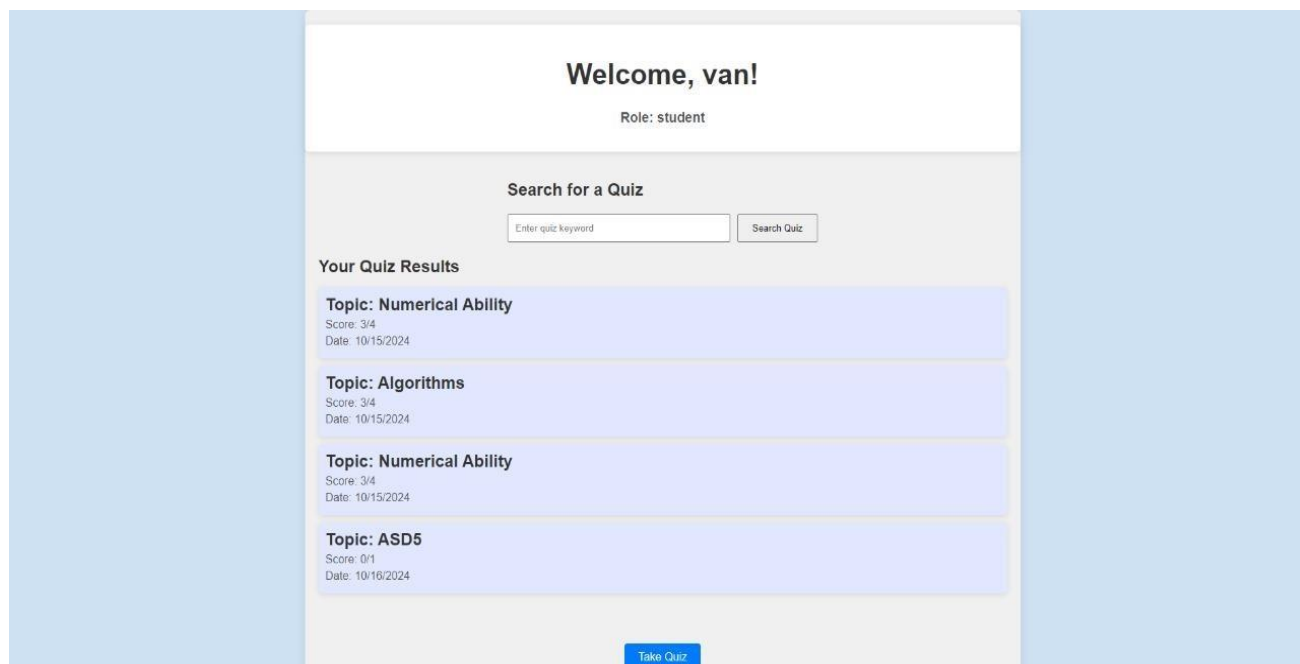 Welcome, van!
Role: student
Search for a Quiz
Enter quiz keyword
Search Quiz
Your Quiz Results
Topic: Numerical Ability
Score: 3/4
Date: 10/15/2024
Topic: Algorithms
Score: 3/4
Date: 10/15/2024
Topic: Numerical Ability
Score: 3/4
Date: 10/15/2024
Topic: ASD5
Score: 0/1
Date: 10/16/2024
Take Quiz